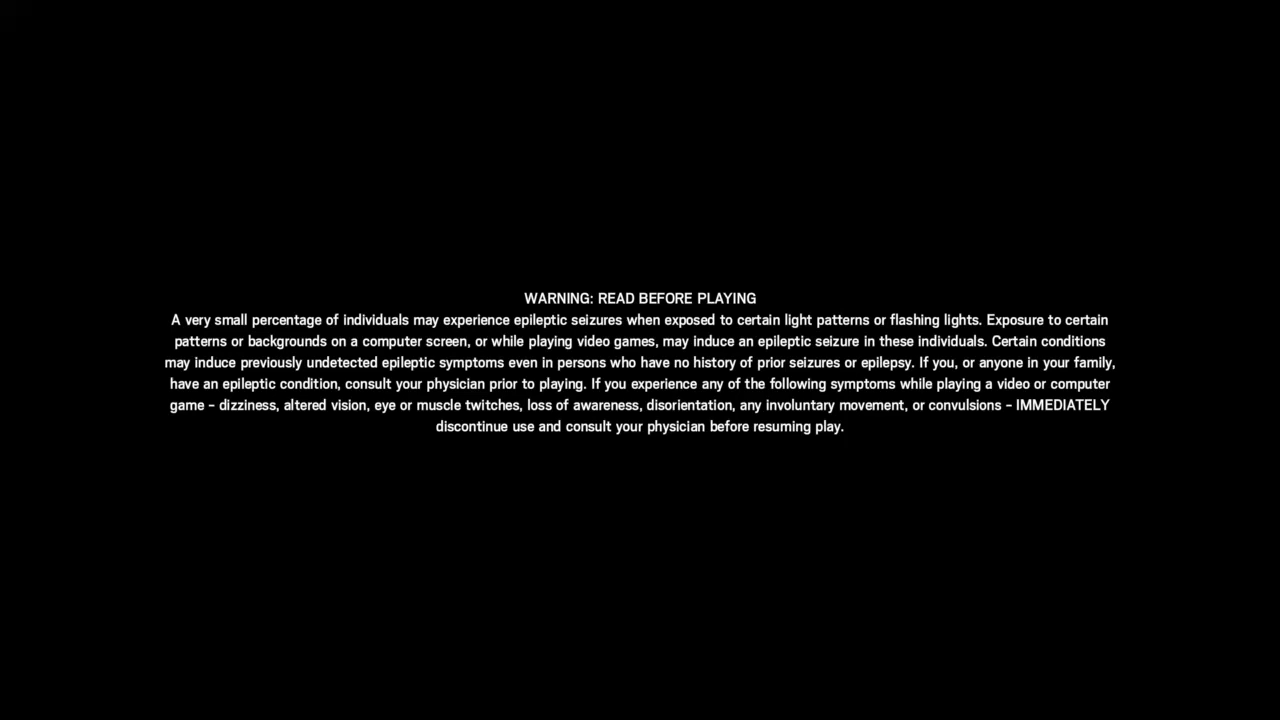 WARNING: READ BEFORE PLAYING
A very small percentage of individuals may experience epileptic seizures when exposed to certain light patterns or flashing lights. Exposure to certain
patterns or backgrounds on a computer screen, or while playing video games, may induce an epileptic seizure in these individuals. Certain conditions
may induce previously undetected epileptic symptoms even in persons who have no history of prior seizures or epilepsy. If you, or anyone in your family,
have an epileptic condition, consult your physician prior to playing. If you experience any of the following symptoms while playing a video or computer
game – dizziness, altered vision, eye or muscle twitches, loss of awareness, disorientation, any involuntary movement, or convulsions – IMMEDIATELY
discontinue use and consult your physician before resuming play.